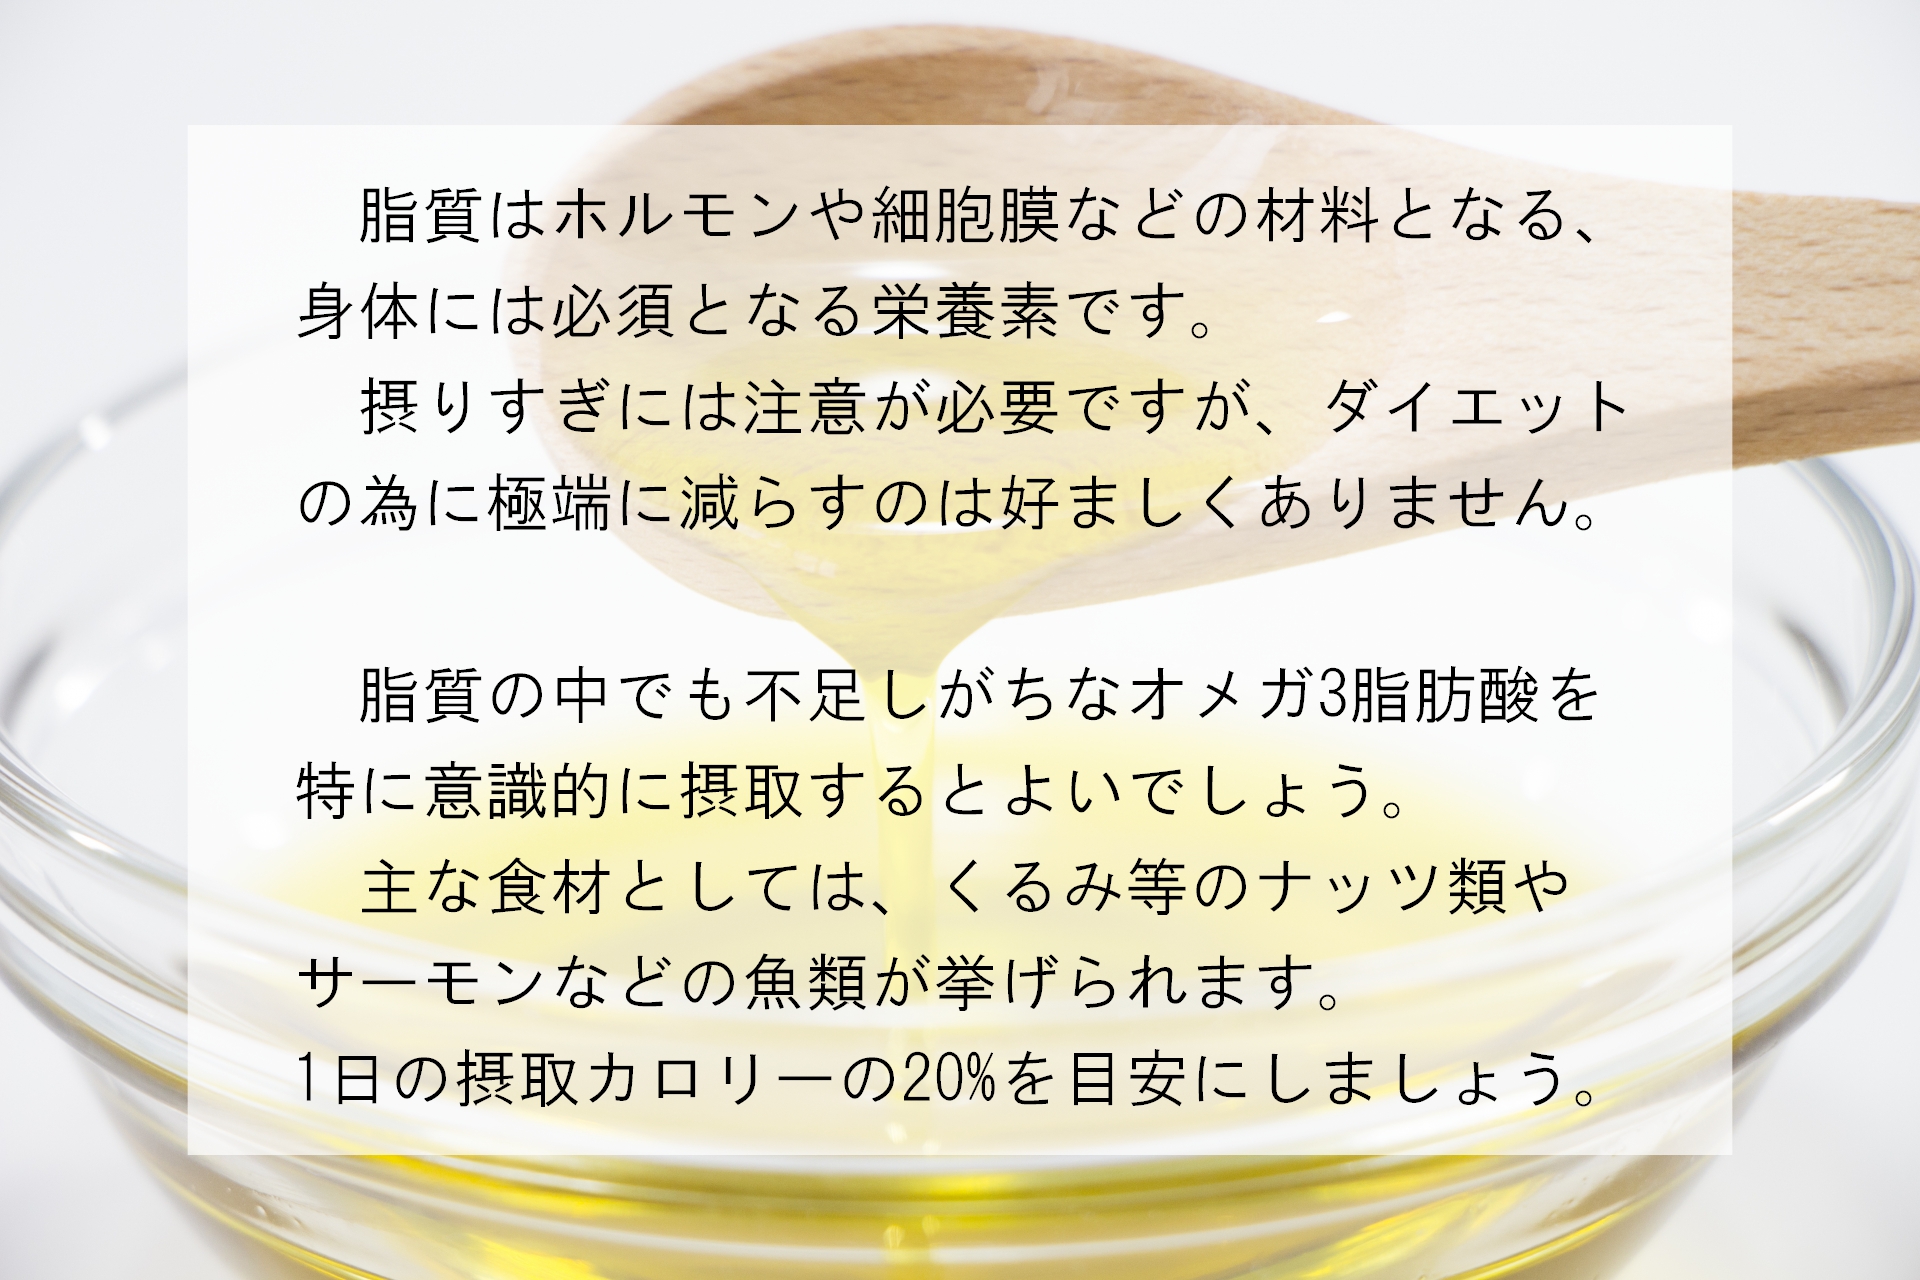 脂質はホルモンや細胞膜などの材料となる、
身体には必須となる栄養素です。
摂りすぎには注意が必要ですが、ダイエット
の為に極端に減らすのは好ましくありません。
脂質の中でも不足しがちなオメガ3脂肪酸を
特に意識的に摂取するとよいでしょう。
主な食材としては、くるみ等のナッツ類や
サーモンなどの魚類が挙げられます。
1日の摂取カロリーの20%を目安にしましょう。